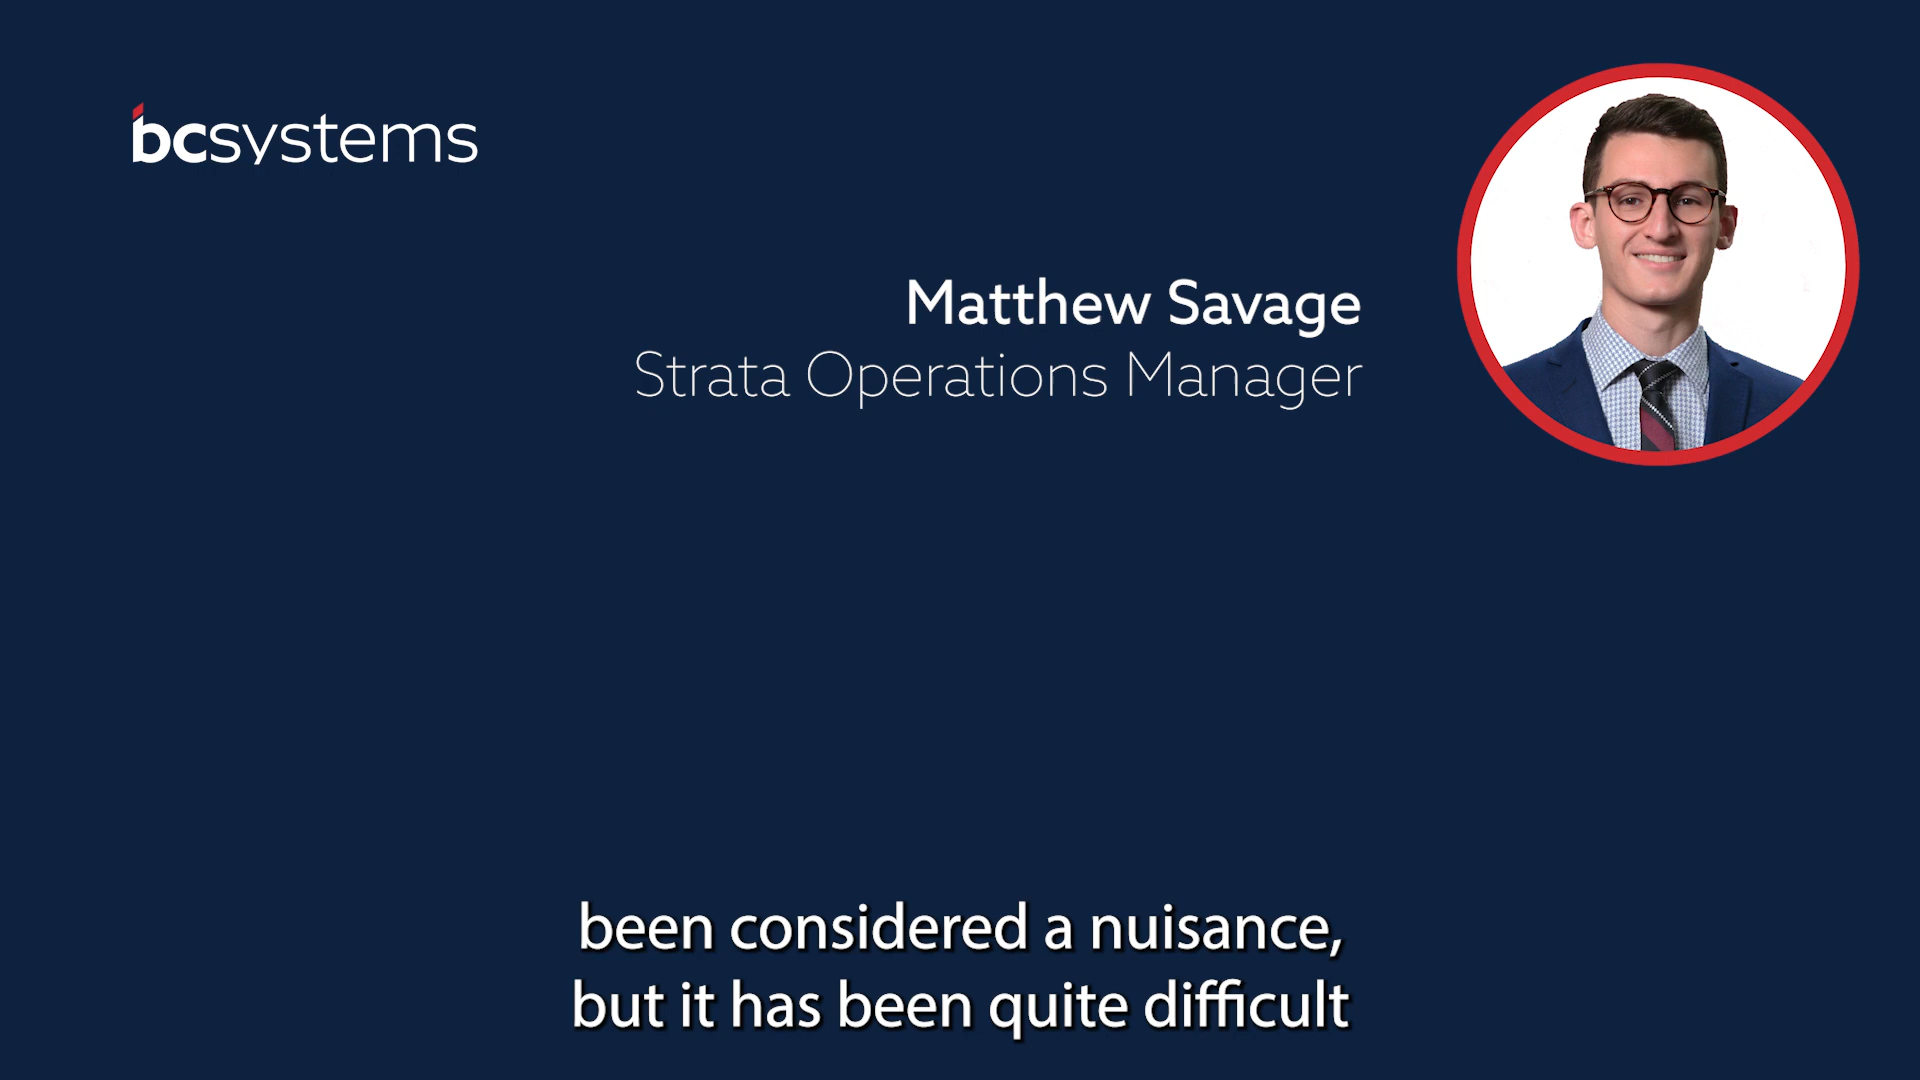 bcsystems
Matthew Savage
Strata Operations Manager
been considered a nuisance,
but it has been quite difficult